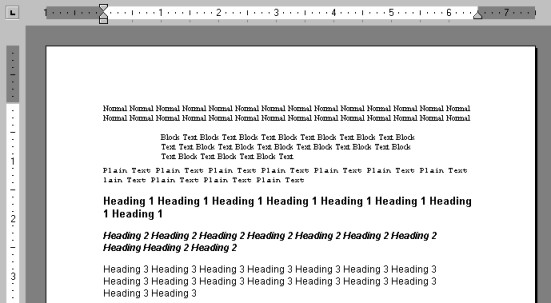 1 1 2 3 4 5 6 7
Normal Normal Normal Normal Normal Normal Normal Normal Normal Normal Normal Normal Normal Normal
Normal Normal Normal Normal Normal Normal Normal Normal Normal Normal Normal Normal Normal Normal
Block Text Block Text Block Text Block Text Block Text Block Text Block
Text Text Block Text Block Text Block Text Block Text Block Text Block
Text Block Text Block Text Block Text
Plain Text Plain Text Plain Text Plain Text Plain Text Plain Text Plain Text
lain Text Plain Text Plain Text Plain Text
Heading 1 Heading 1 Heading 1 Heading 1 Heading 1 Heading 1 Heading
1 Heading 1
Heading 2 Heading 2 Heading 2 Heading 2 Heading 2 Heading 2 Heading 2
Heading Heading 2 Heading 2
Heading 3 Heading 3 Heading 3 Heading 3 Heading 3 Heading 3 Heading 3
Heading 3 Heading 3 Heading 3 Heading 3 Heading 3 Heading 3 Heading 3
Heading 3 Heading 3
1
2
3